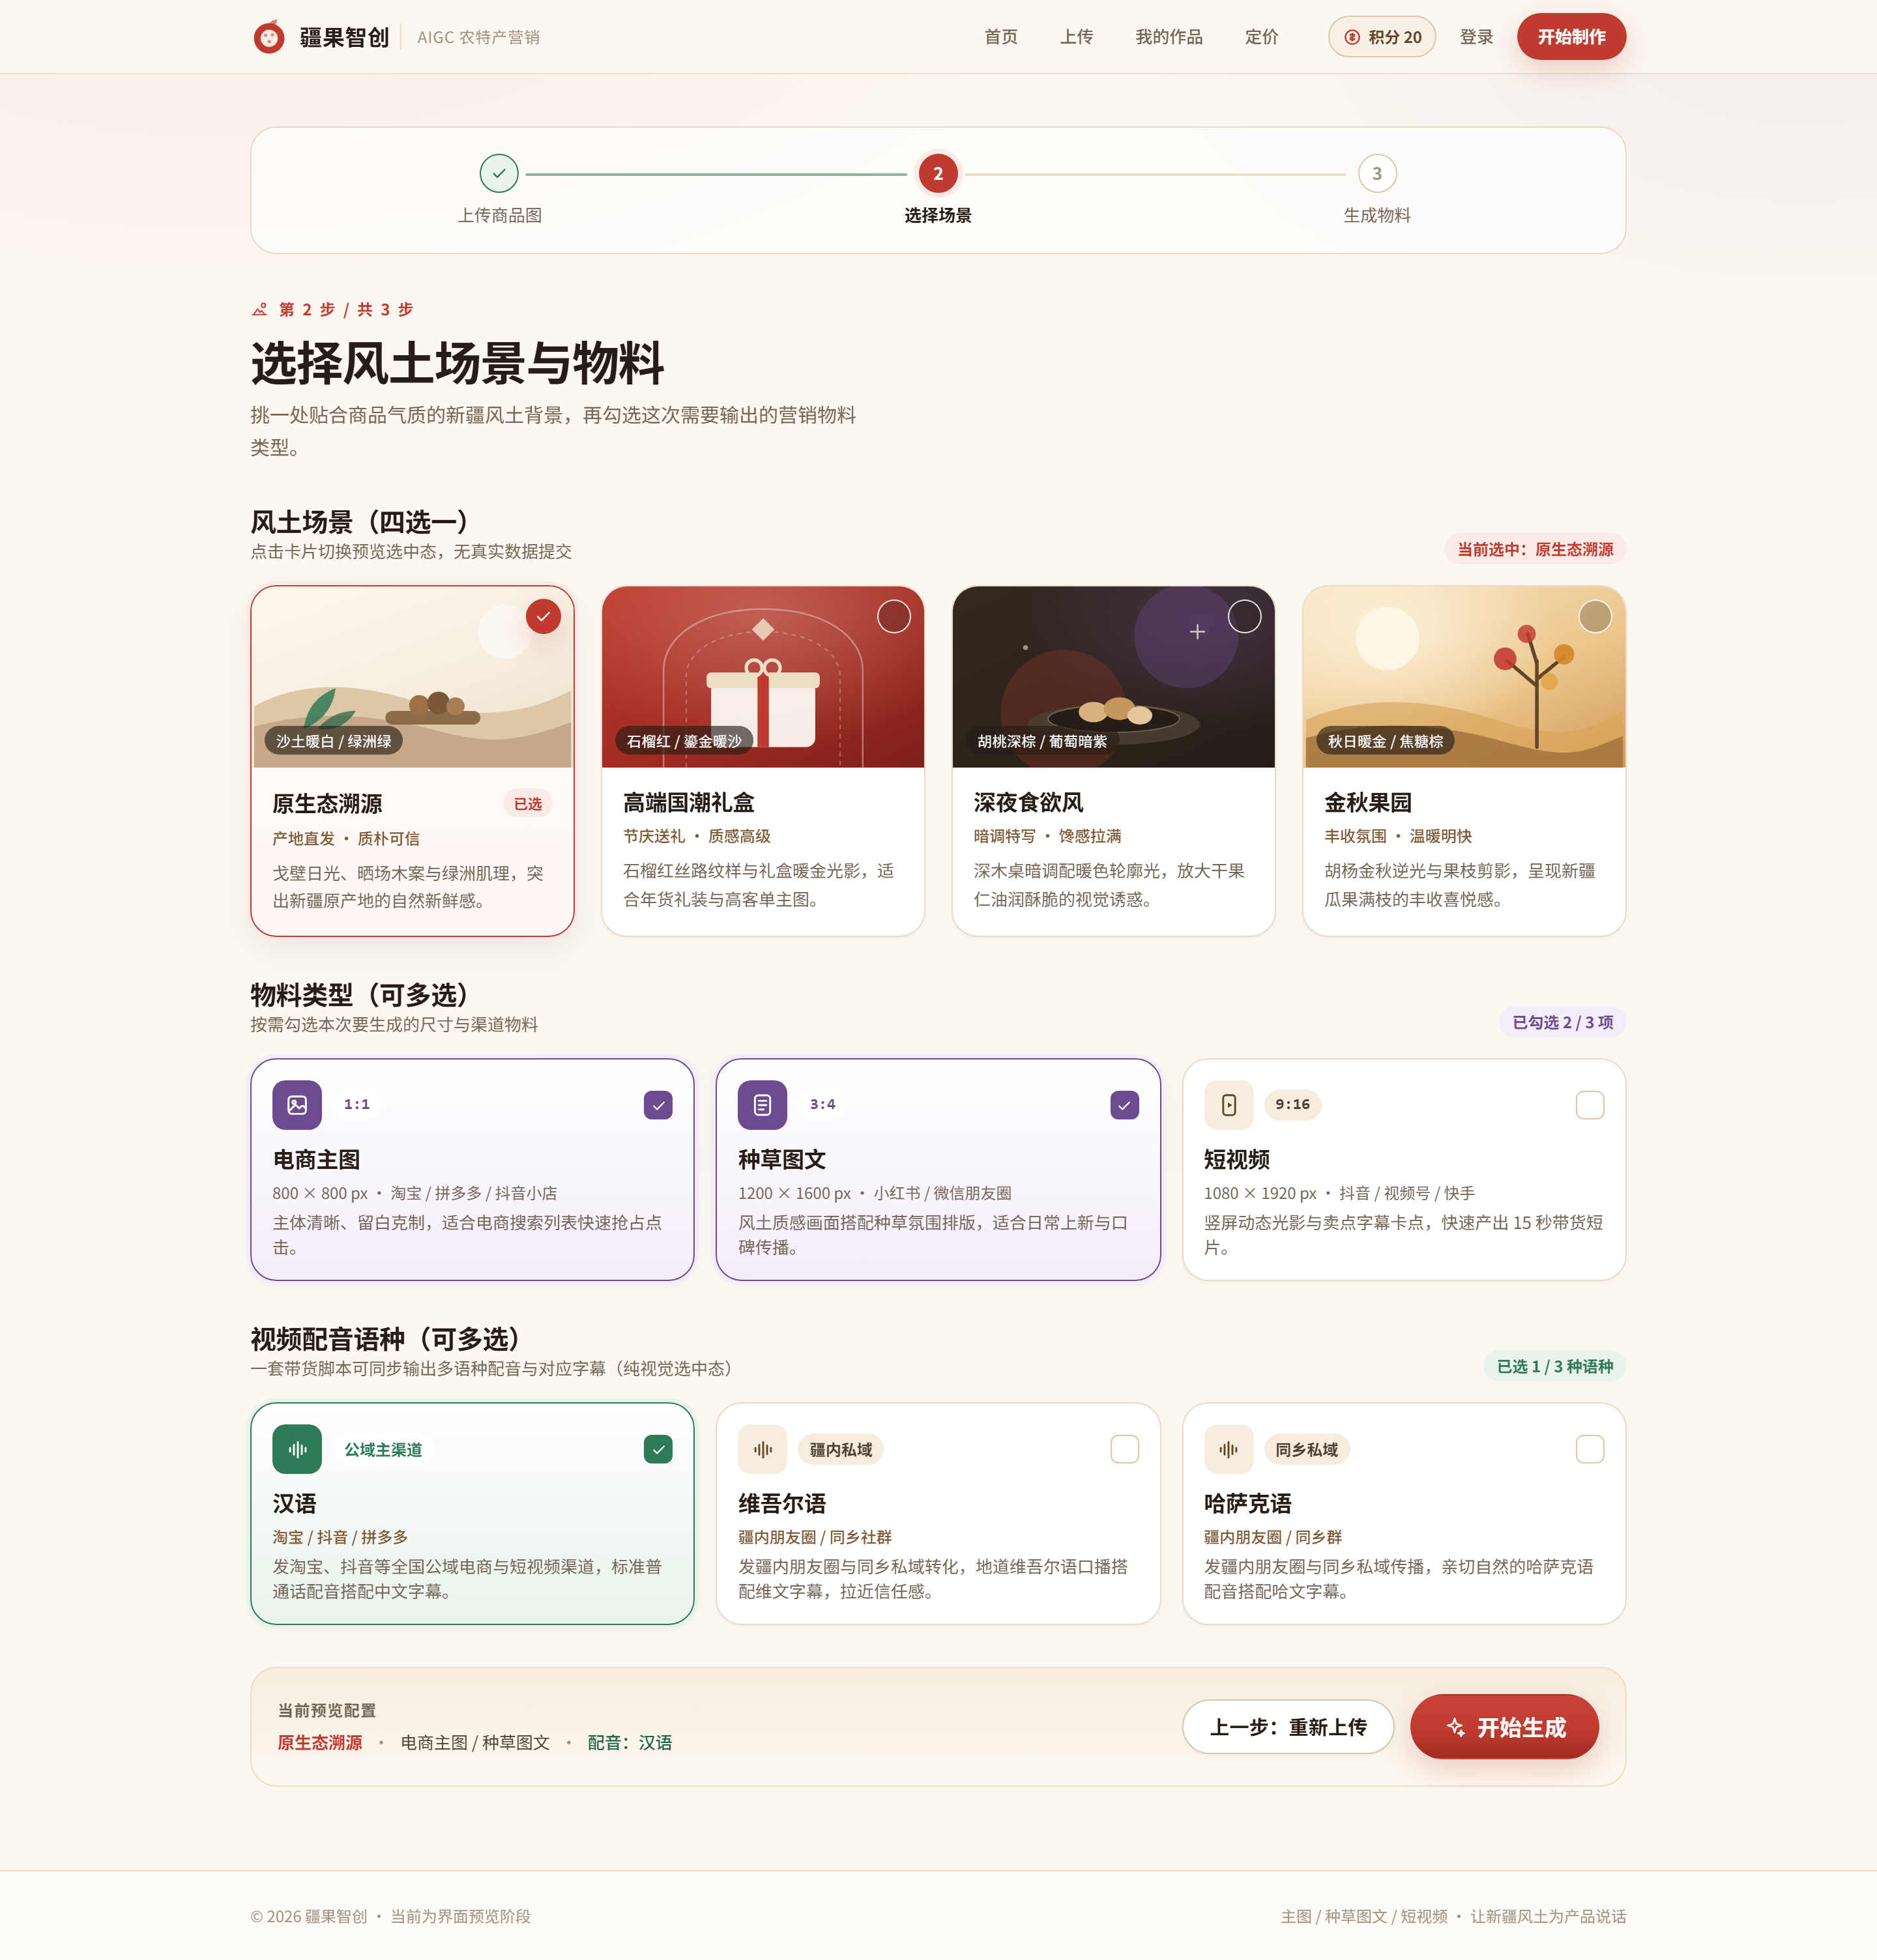 疆果智创
AIGC 农特产营销
首页
上传
我的作品
定价
积分 20
登录
开始制作
2
3
上传商品图
选择场景
生成物料
第 2 步 / 共 3 步
选择风土场景与物料
挑一处贴合商品气质的新疆风土背景，再勾选这次需要输出的营销物料
类型。
风土场景（四选一）
点击卡片切换预览选中态，无真实数据提交
当前选中：原生态溯源
沙土暖白 / 绿洲绿
原生态溯源
已选
产地直发 · 质朴可信
戈壁日光、晒场木案与绿洲肌理，突
出新疆原产地的自然新鲜感。
石榴红 / 鎏金暖沙
高端国潮礼盒
节庆送礼 · 质感高级
石榴红丝路纹样与礼盒暖金光影，适
合年货礼装与高客单主图。
胡桃深棕 / 葡萄暗紫
深夜食欲风
暗调特写 · 馋感拉满
深木桌暗调配暖色轮廓光，放大干果
仁油润酥脆的视觉诱惑。
秋日暖金 / 焦糖棕
金秋果园
丰收氛围 · 温暖明快
胡杨金秋逆光与果枝剪影，呈现新疆
瓜果满枝的丰收喜悦感。
物料类型（可多选）
按需勾选本次要生成的尺寸与渠道物料
已勾选 2 / 3 项
1:1
电商主图
800 × 800 px · 淘宝 / 拼多多 / 抖音小店
主体清晰、留白克制，适合电商搜索列表快速抢占点
击。
3:4
种草图文
1200 × 1600 px · 小红书 / 微信朋友圈
风土质感画面搭配种草氛围排版，适合日常上新与口
碑传播。
9:16
短视频
1080 × 1920 px · 抖音 / 视频号 / 快手
竖屏动态光影与卖点字幕卡点，快速产出 15 秒带货短
片。
视频配音语种（可多选）
一套带货脚本可同步输出多语种配音与对应字幕（纯视觉选中态）
已选 1 / 3 种语种
公域主渠道
汉语
淘宝 / 抖音 / 拼多多
发淘宝、抖音等全国公域电商与短视频渠道，标准普
通话配音搭配中文字幕。
疆内私域
维吾尔语
疆内朋友圈 / 同乡社群
发疆内朋友圈与同乡私域转化，地道维吾尔语口播搭
配维文字幕，拉近信任感。
同乡私域
哈萨克语
疆内朋友圈 / 同乡群
发疆内朋友圈与同乡私域传播，亲切自然的哈萨克语
配音搭配哈文字幕。
当前预览配置
原生态溯源 · 电商主图 / 种草图文 · 配音：汉语
上一步：重新上传
开始生成
© 2026 疆果智创 · 当前为界面预览阶段
主图 / 种草图文 / 短视频 · 让新疆风土为产品说话